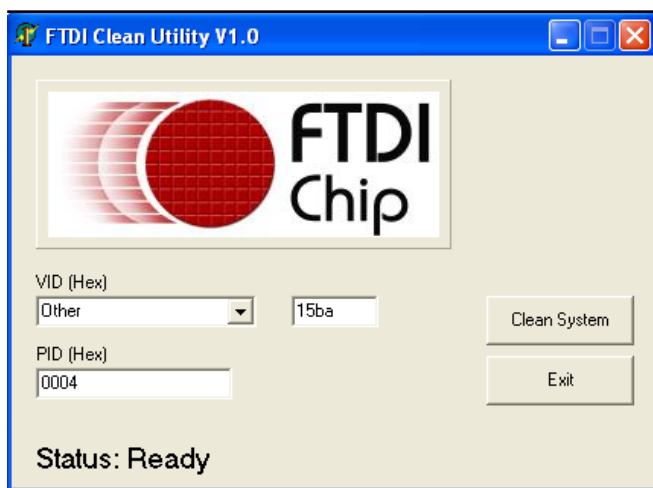 FTDI Clean Utility V1.0
FTDI
Chip
VID (Hex)
Other
15ba
Clean System
PID (Hex)
0004
Exit
Status: Ready